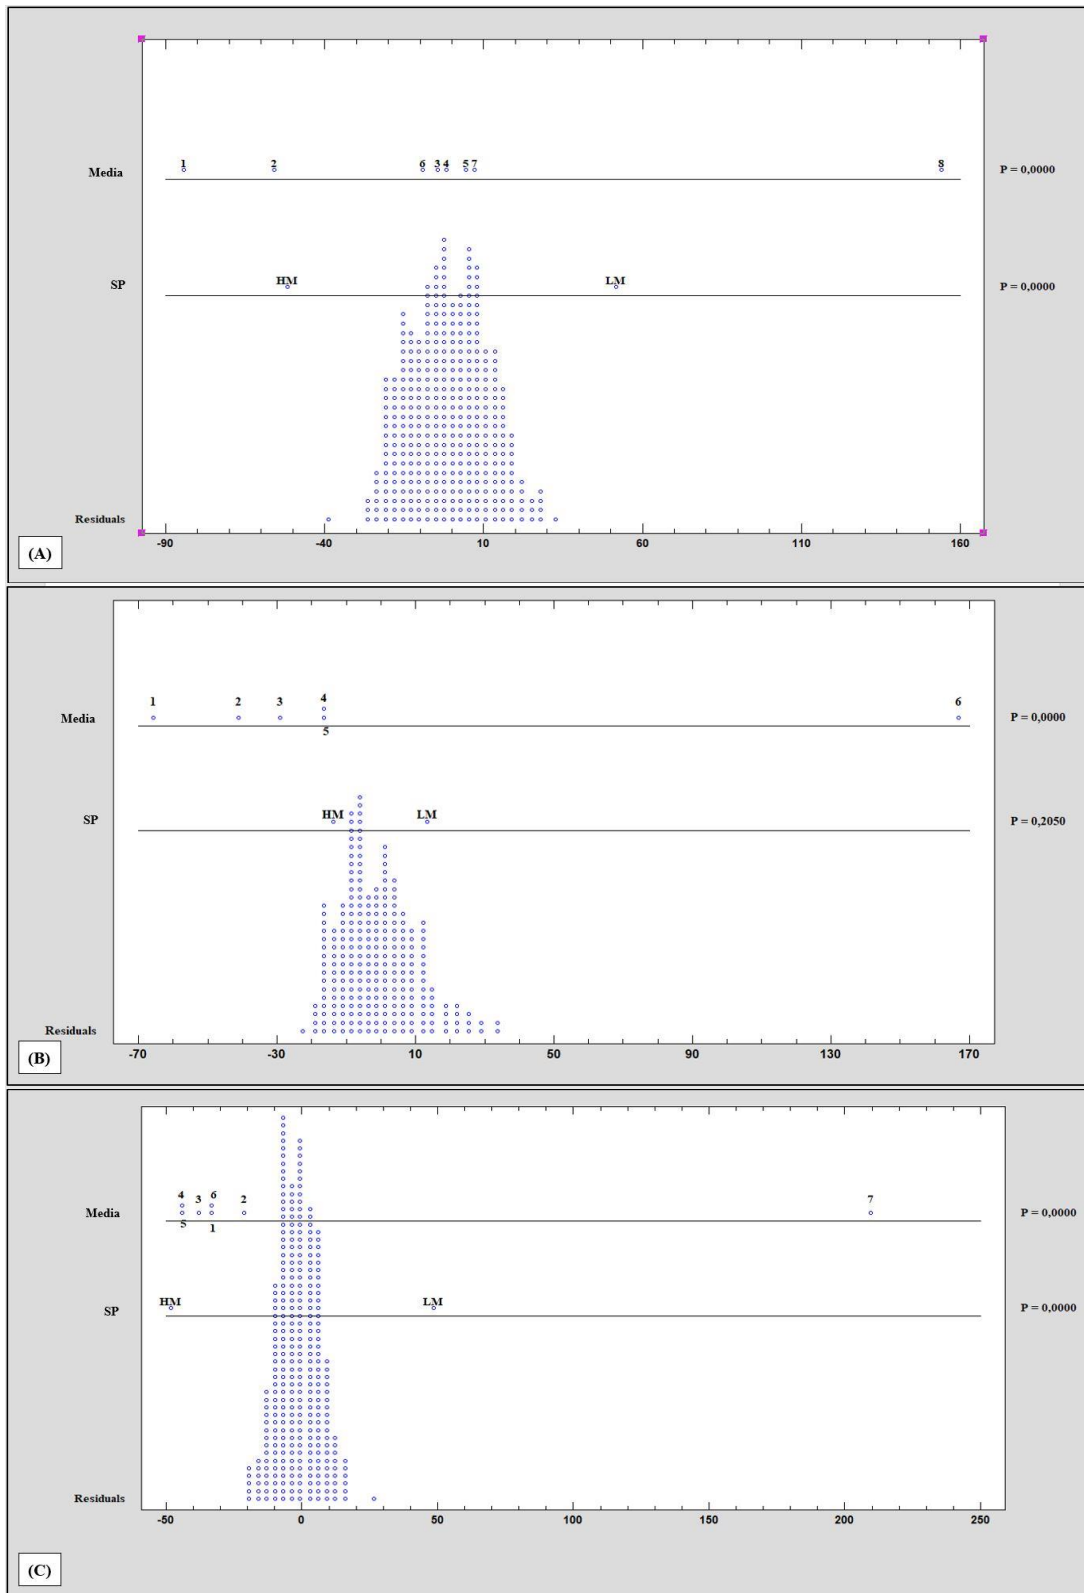 1 2 6 3 4 5 7 8
Media P = 0,0000
HM LM
SP P = 0,0000
Residuals
-90 -40 10 60 110 160
(A)
4
1 2 3 6
Media P = 0,0000
5
HM LM
SP P = 0,2050
Residuals
-70 -30 10 50 90 130 170
(B)
4 3 6 2 7
Media P = 0,0000
5 1
HM LM
SP P = 0,0000
Residuals
-50 0 50 100 150 200 250
(C)